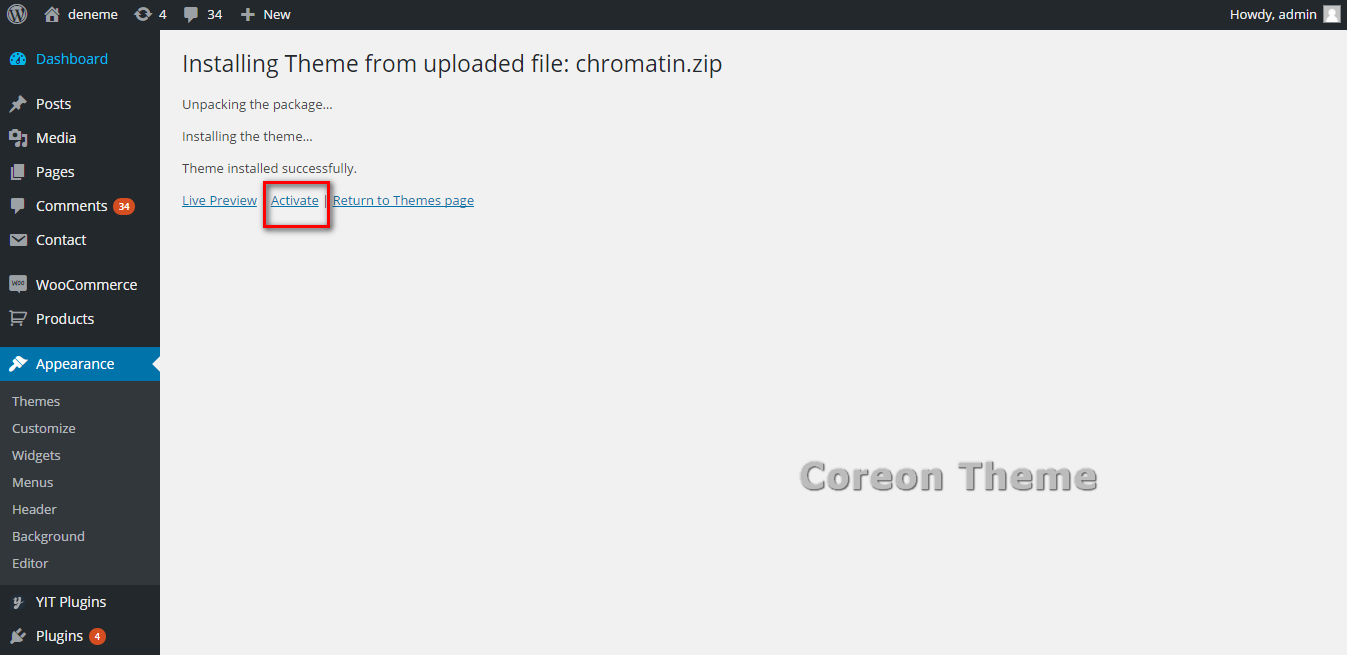 deneme 4 34 New Howdy, admin
Dashboard
Posts
Media
Pages
Comments 34
Contact
WooCommerce
Products
Appearance
Themes
Customize
Widgets
Menus
Header
Background
Editor
YIT Plugins
Plugins 4
Installing Theme from uploaded file: chromatin.zip
Unpacking the package...
Installing the theme...
Theme installed successfully.
Live Preview | Activate | Return to Themes page
Coreon Theme